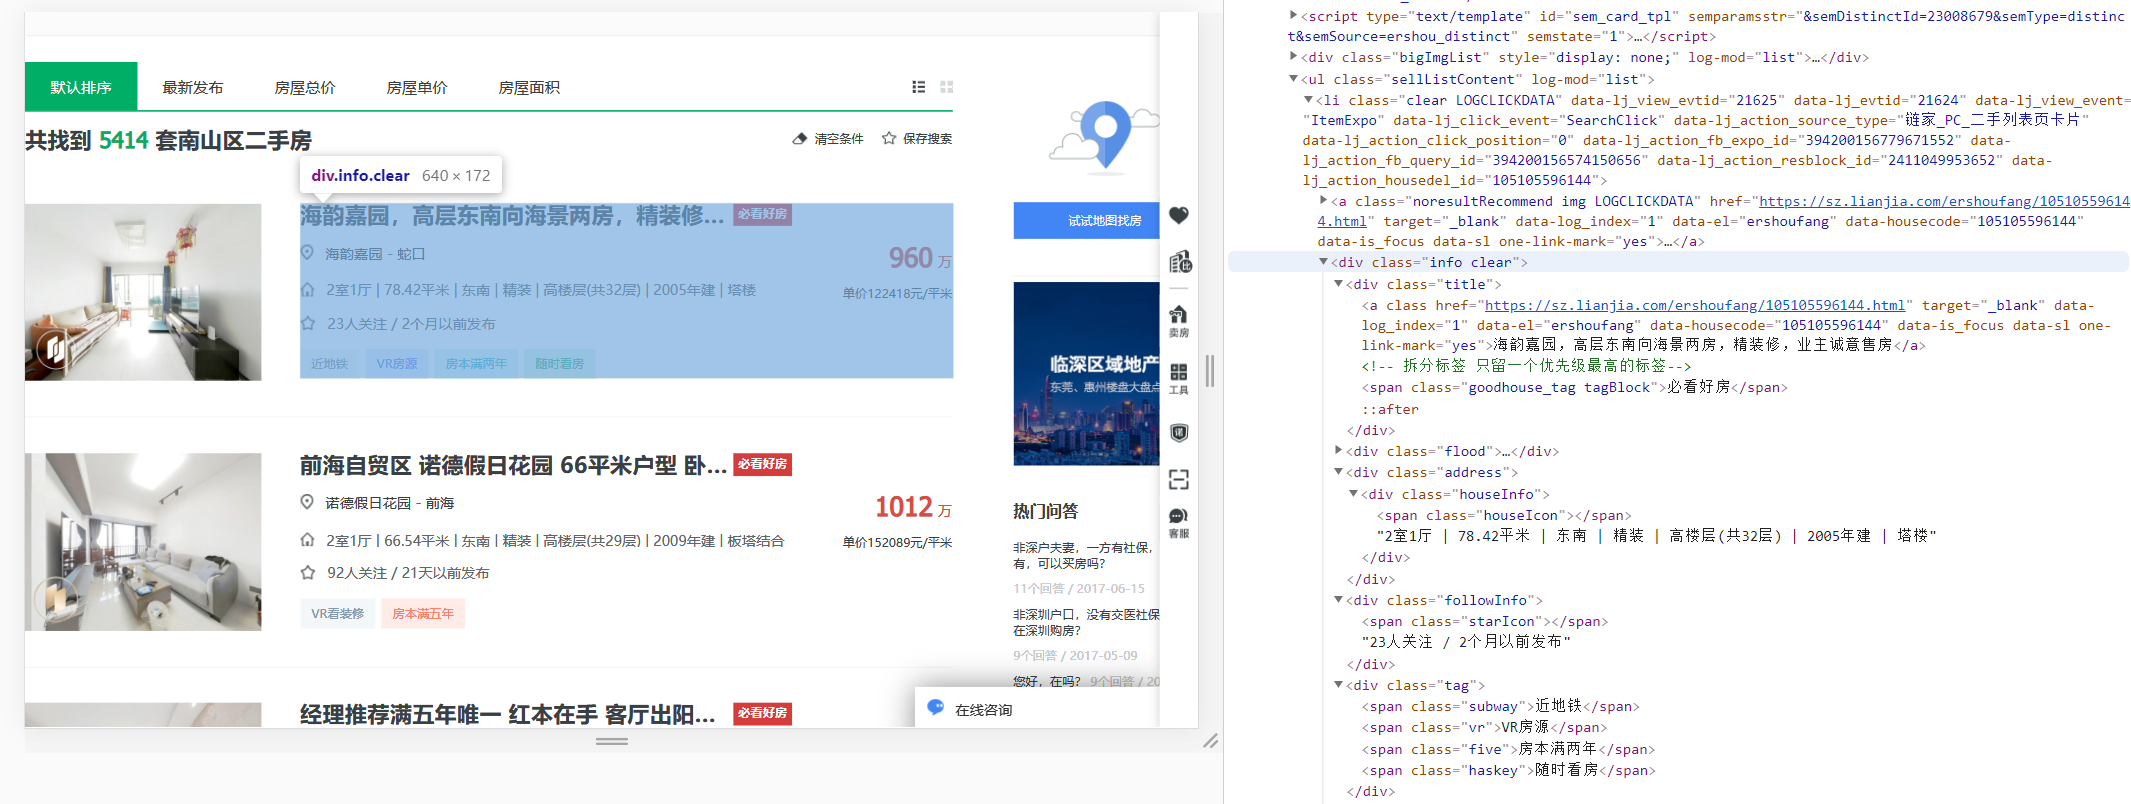 默认排序 最新发布 房屋总价 房屋单价 房屋面积
共找到 5414 套南山区二手房
清空条件 保存搜索
div.info.clear 640 × 172
海韵嘉园，高层东南向海景两房，精装修... 必看好房
海韵嘉园 - 蛇口
960 万
2室1厅 | 78.42平米 | 东南 | 精装 | 高楼层(共32层) | 2005年建 | 塔楼
单价122418元/平米
23人关注 / 2个月以前发布
近地铁 VR房源 房本满两年 随时看房
前海自贸区 诺德假日花园 66平米户型 卧... 必看好房
诺德假日花园 - 前海
1012 万
2室1厅 | 66.54平米 | 东南 | 精装 | 高楼层(共29层) | 2009年建 | 板塔结合
单价152089元/平米
92人关注 / 21天以前发布
VR看装修 房本满五年
经理推荐满五年唯一 红本在手 客厅出阳... 必看好房
试试地图找房
临深区域地产
东莞、惠州楼盘大盘点
热门问答
非深户夫妻，一方有社保，
有，可以买房吗？
11个回答 / 2017-06-15
非深圳户口，没有交医社保
在深圳购房？
9个回答 / 2017-05-09
您好，在吗？ 9个回答 / 20
在线咨询
卖房
工具
诺
客服
<script type="text/template" id="sem_card_tpl" semparamsstr="&semDistinctId=23008679&semType=distinc
t&semSource=ershou_distinct" semstate="1">…</script>
<div class="bigImgList" style="display: none;" log-mod="list">…</div>
<ul class="sellListContent" log-mod="list">
<li class="clear LOGCLICKDATA" data-lj_view_evtid="21625" data-lj_evtid="21624" data-lj_view_event=
"ItemExpo" data-lj_click_event="SearchClick" data-lj_action_source_type="链家_PC_二手列表页卡片"
data-lj_action_click_position="0" data-lj_action_fb_expo_id="394200156779671552" data-
lj_action_fb_query_id="394200156574150656" data-lj_action_resblock_id="2411049953652" data-
lj_action_housedel_id="105105596144">
<a class="noresultRecommend img LOGCLICKDATA" href="https://sz.lianjia.com/ershoufang/10510559614
4.html" target="_blank" data-log_index="1" data-el="ershoufang" data-housecode="105105596144"
data-is_focus data-sl one-link-mark="yes">…</a>
<div class="info clear">
<div class="title">
<a class href="https://sz.lianjia.com/ershoufang/105105596144.html" target="_blank" data-
log_index="1" data-el="ershoufang" data-housecode="105105596144" data-is_focus data-sl one-
link-mark="yes">海韵嘉园，高层东南向海景两房，精装修，业主诚意售房</a>
<!-- 拆分标签 只留一个优先级最高的标签-->
<span class="goodhouse_tag tagBlock">必看好房</span>
::after
</div>
<div class="flood">…</div>
<div class="address">
<div class="houseInfo">
<span class="houseIcon"></span>
"2室1厅 | 78.42平米 | 东南 | 精装 | 高楼层(共32层) | 2005年建 | 塔楼"
</div>
</div>
<div class="followInfo">
<span class="starIcon"></span>
"23人关注 / 2个月以前发布"
</div>
<div class="tag">
<span class="subway">近地铁</span>
<span class="vr">VR房源</span>
<span class="five">房本满两年</span>
<span class="haskey">随时看房</span>
</div>